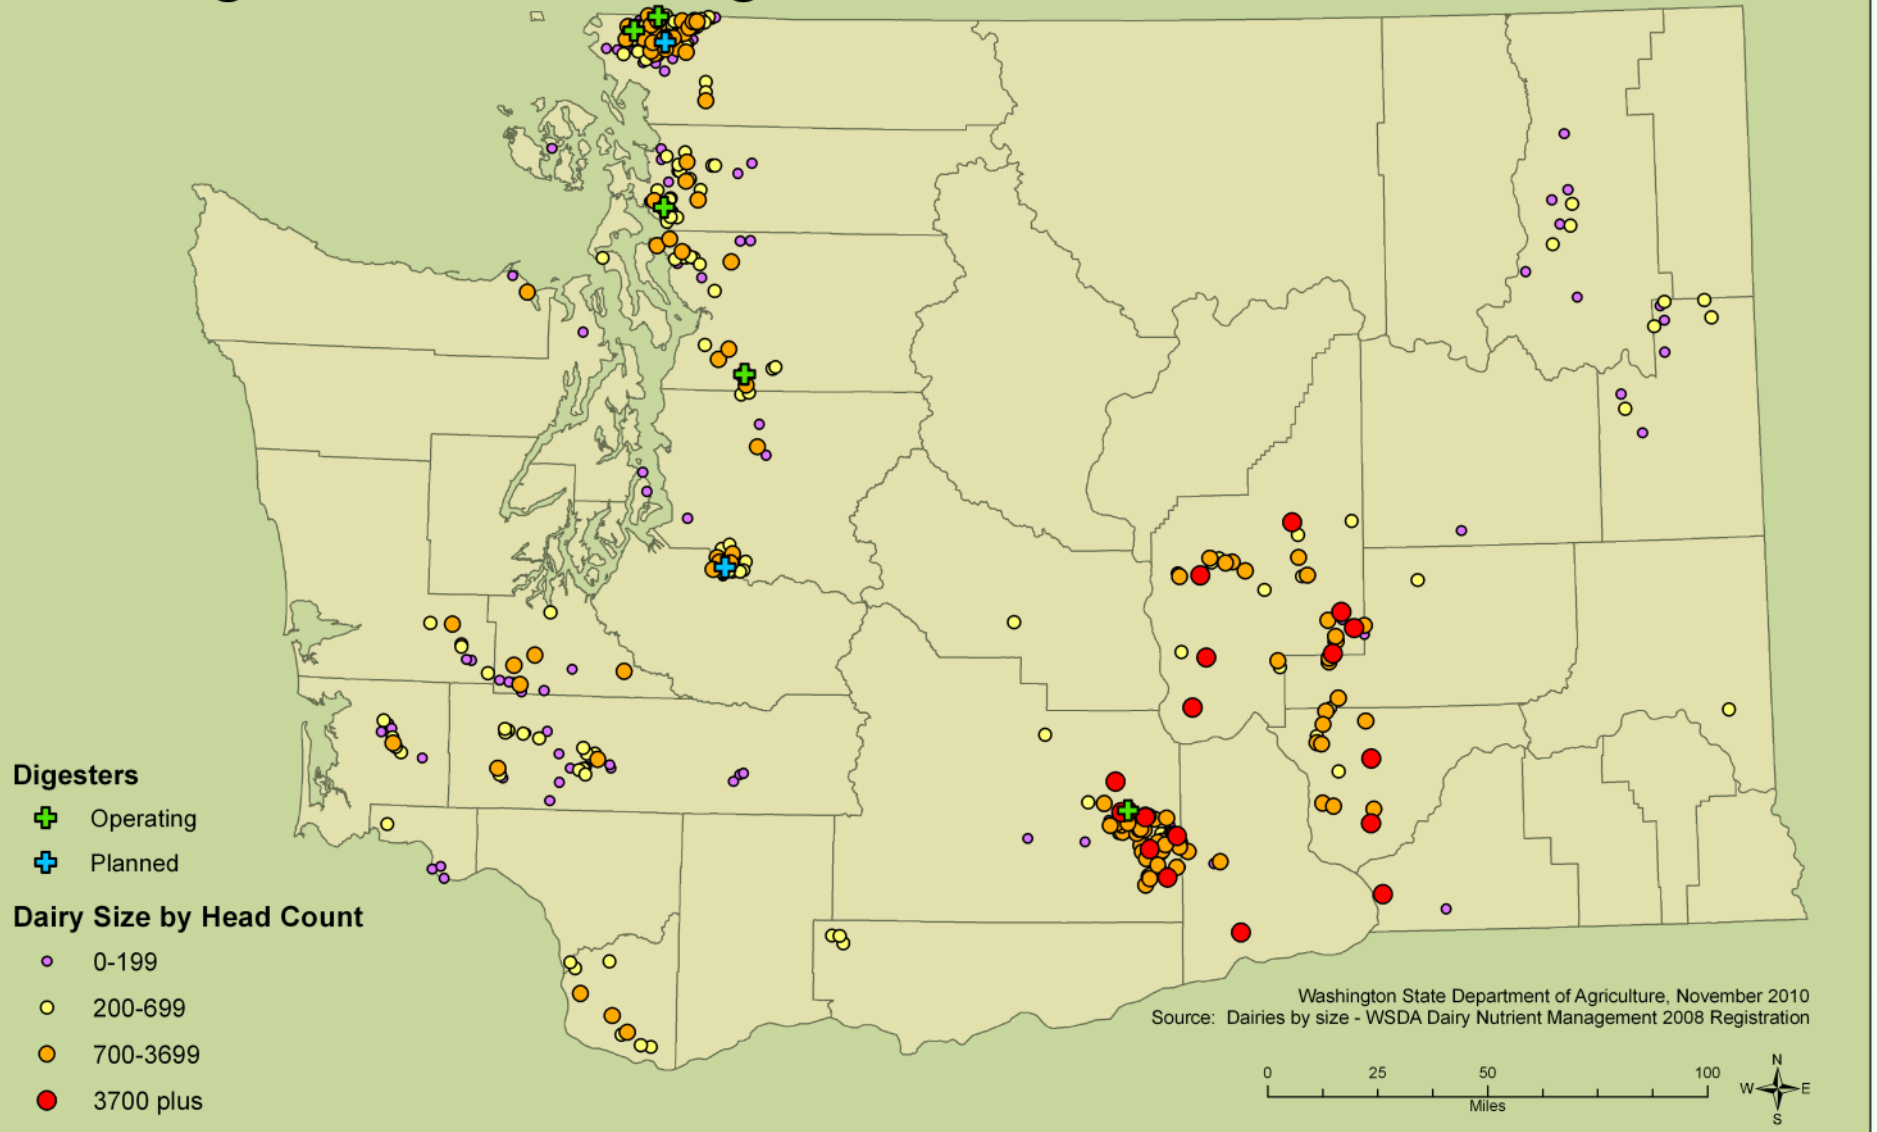 Digesters
Operating
Planned
Dairy Size by Head Count
0-199
200-699
700-3699
3700 plus
Washington State Department of Agriculture, November 2010
Source: Dairies by size - WSDA Dairy Nutrient Management 2008 Registration
0 25 50 100
Miles
N
W E
S